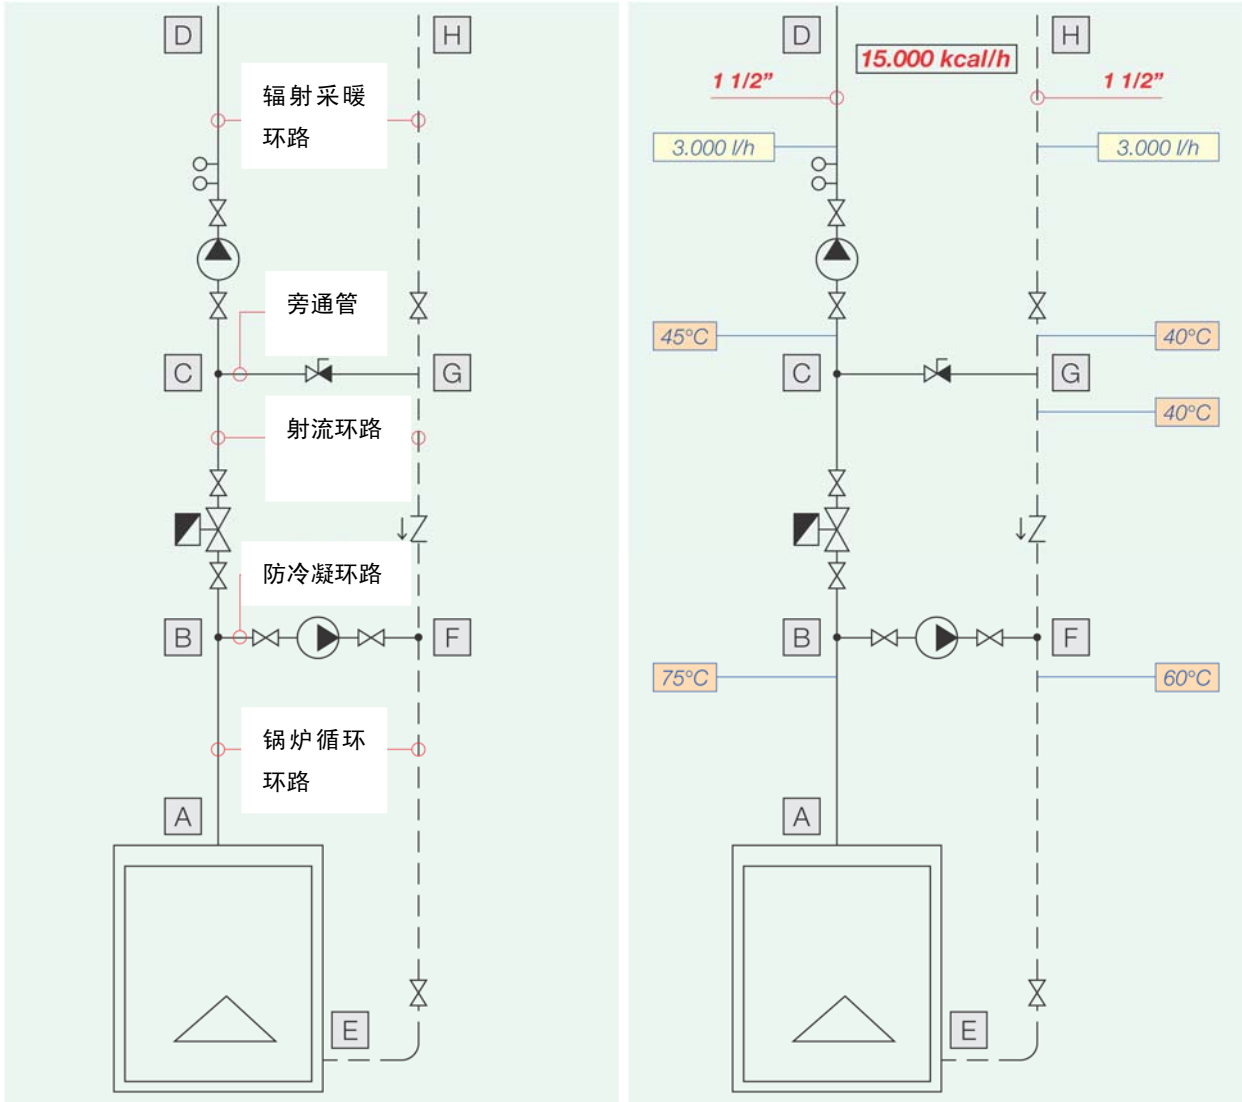 D
H
辐射采暖
环路
旁通管
C
G
射流环路
防冷凝环路
B
F
锅炉循环
环路
A
E
D
H
15.000 kcal/h
1 1/2”
1 1/2”
3.000 l/h
3.000 l/h
45°C
40°C
C
G
40°C
B
F
75°C
60°C
A
E